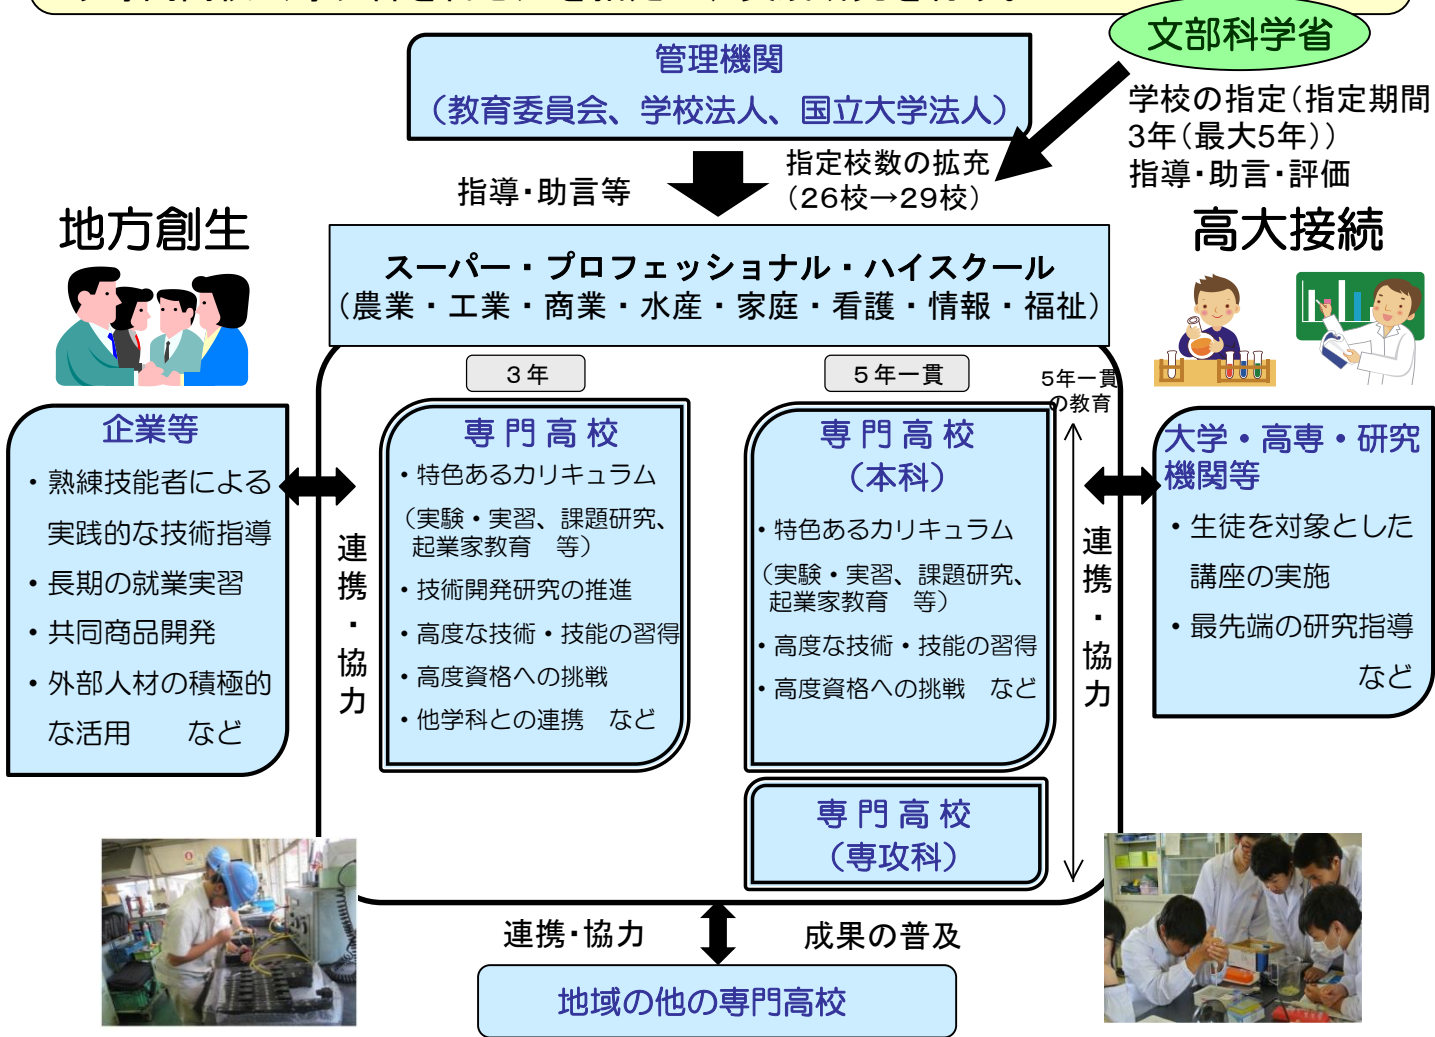 文部科学省
管理機関
（教育委員会、学校法人、国立大学法人）
学校の指定（指定期間
3年（最大5年））
指導・助言・評価
指定校数の拡充
（26校→29校）
指導・助言等
地方創生
高大接続
スーパー・プロフェッショナル・ハイスクール
（農業・工業・商業・水産・家庭・看護・情報・福祉）
３年
５年一貫
5年一貫
の教育
企業等
・熟練技能者による
実践的な技術指導
・長期の就業実習
・共同商品開発
・外部人材の積極的
な活用　　など
連携・協力
専門高校
・特色あるカリキュラム
（実験・実習、課題研究、
起業家教育　等）
・技術開発研究の推進
・高度な技術・技能の習得
・高度資格への挑戦
・他学科との連携　など
専門高校
（本科）
・特色あるカリキュラム
（実験・実習、課題研究、
起業家教育　等）
・高度な技術・技能の習得
・高度資格への挑戦　など
専門高校
（専攻科）
連携・協力
大学・高専・研究
機関等
・生徒を対象とした
講座の実施
・最先端の研究指導
など
連携・協力
成果の普及
地域の他の専門高校